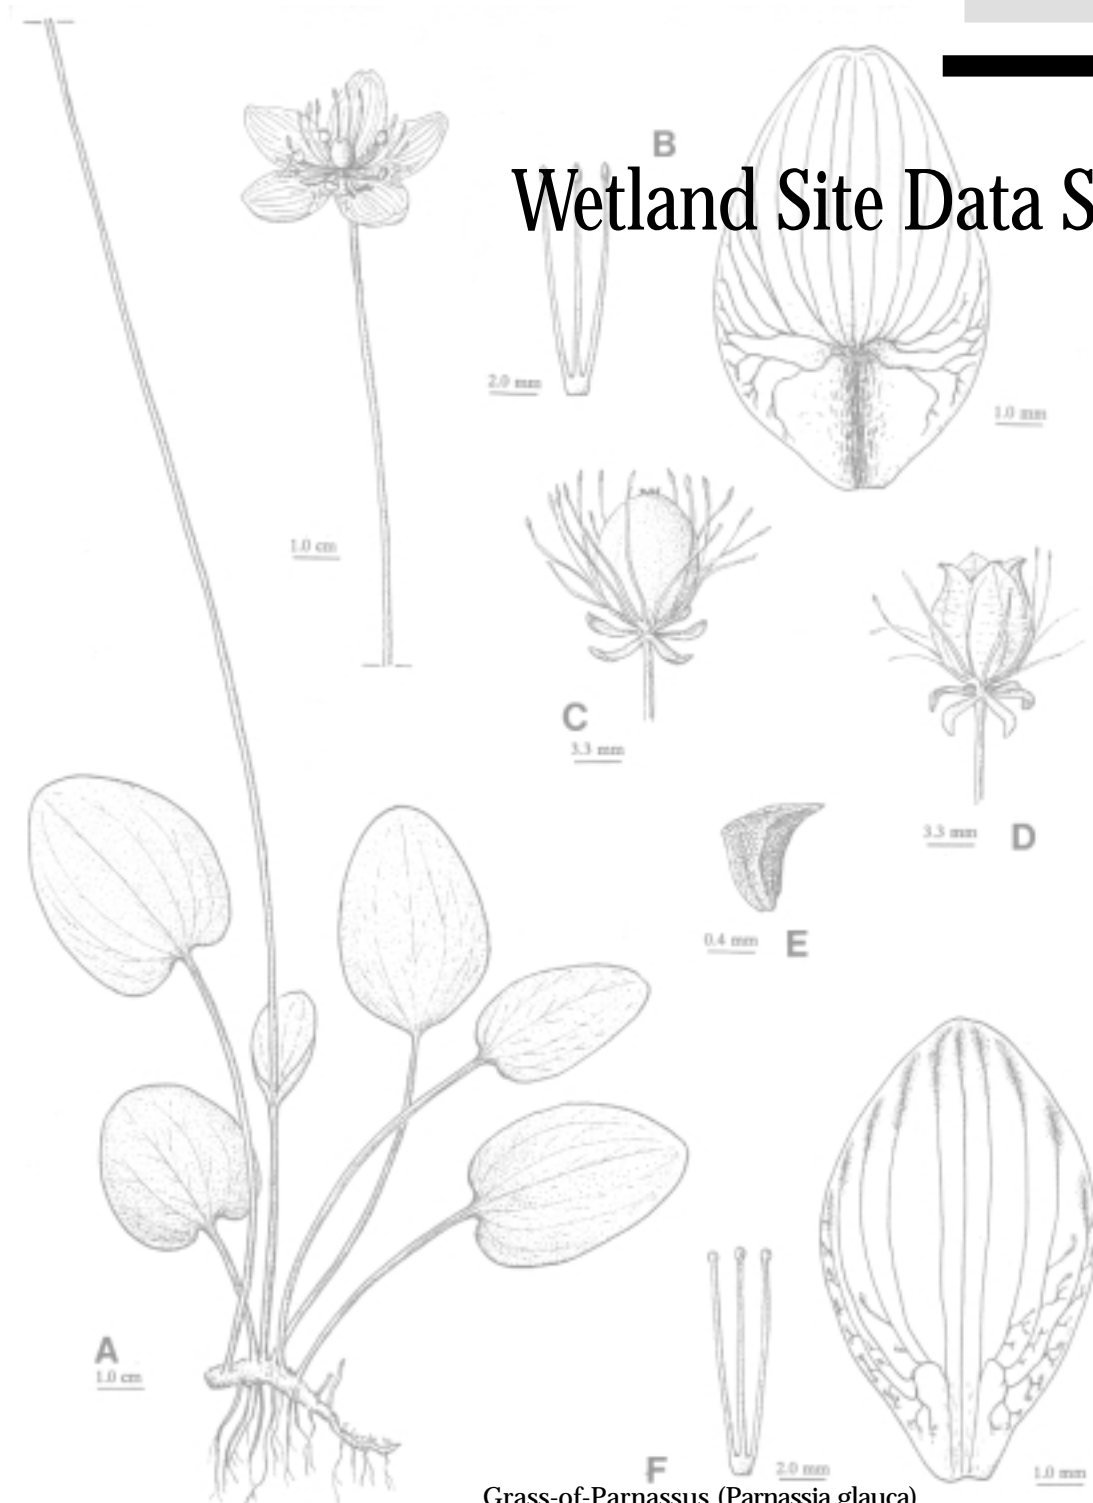 B
Wetland Site Data S
2.0 mm
1.0 mm
1.0 cm
C
3.3 mm
3.3 mm D
0.4 mm E
A
1.0 cm
F 2.0 mm
1.0 mm
Grass-of-Parnassus (Parnassia glauca)